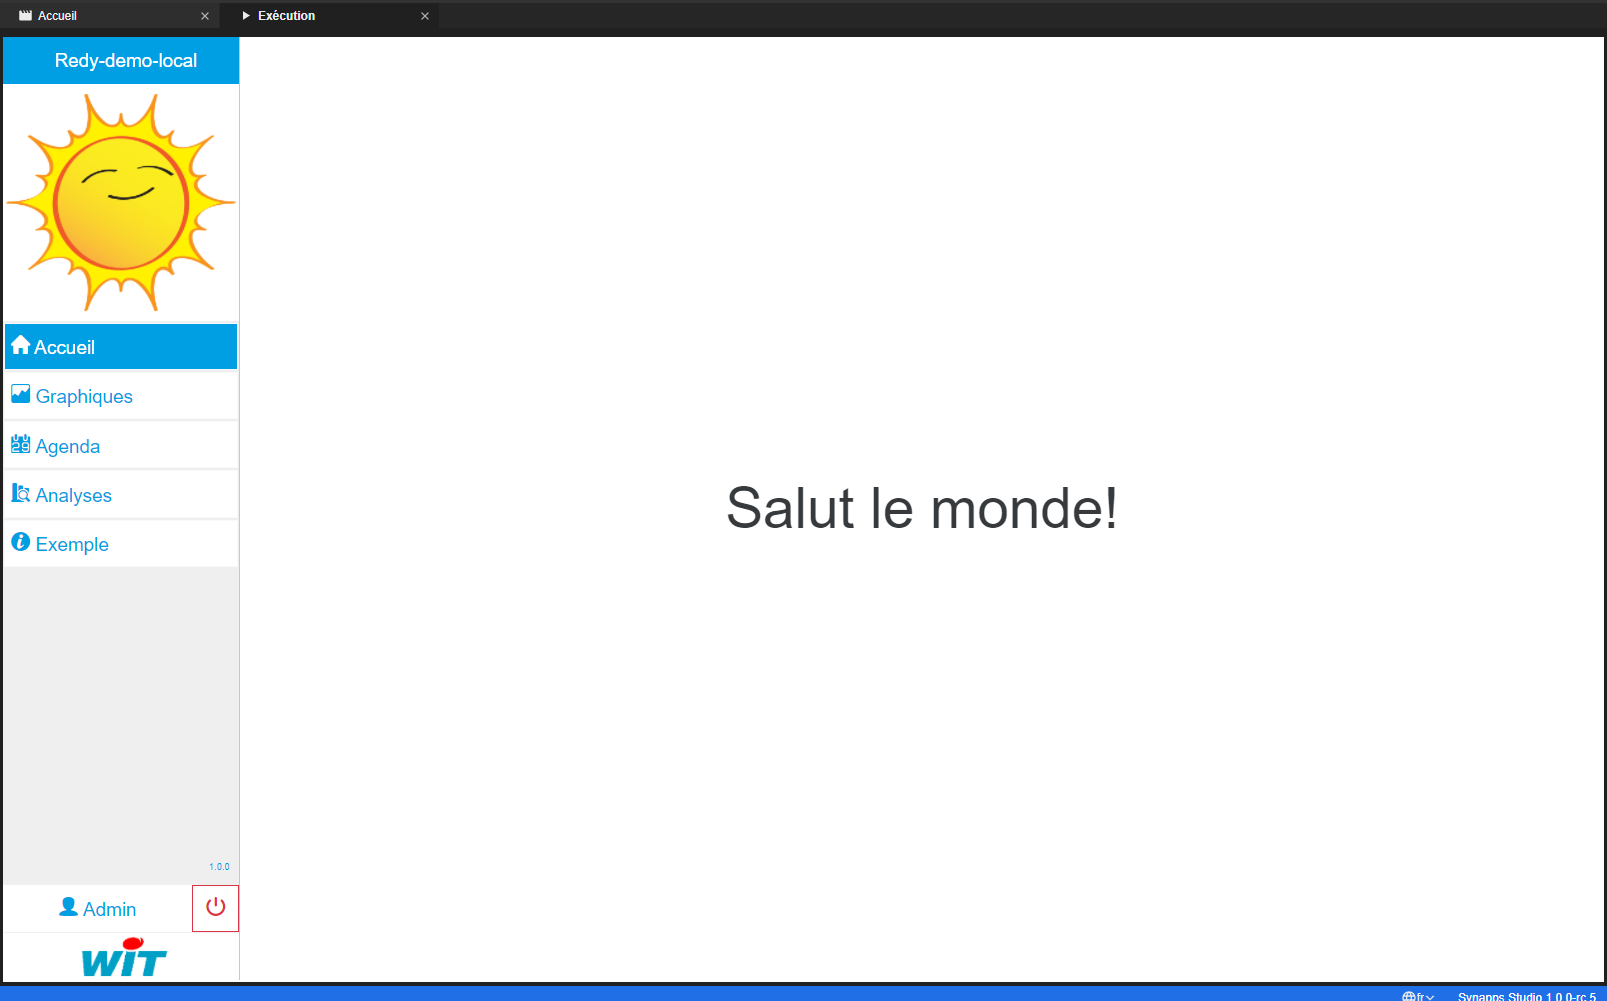 Accueil
Exécution
Redy-demo-local
Accueil
Graphiques
Agenda
Analyses
Exemple
1.0.0
Admin
WIT
Salut le monde!
fr
Synapps Studio 1.0.0-rc.5